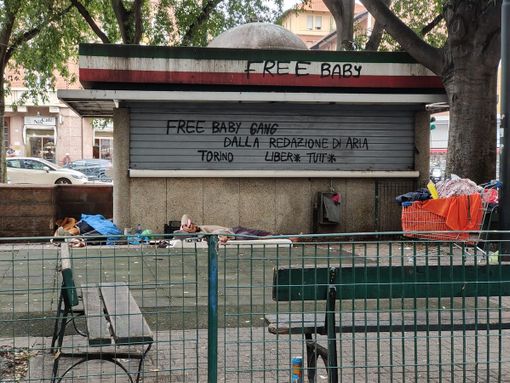 FREE BABY
FREE BABY GANG
DALLA REDAZIONE DI ARIA
TORINO LIBER* TUTT*